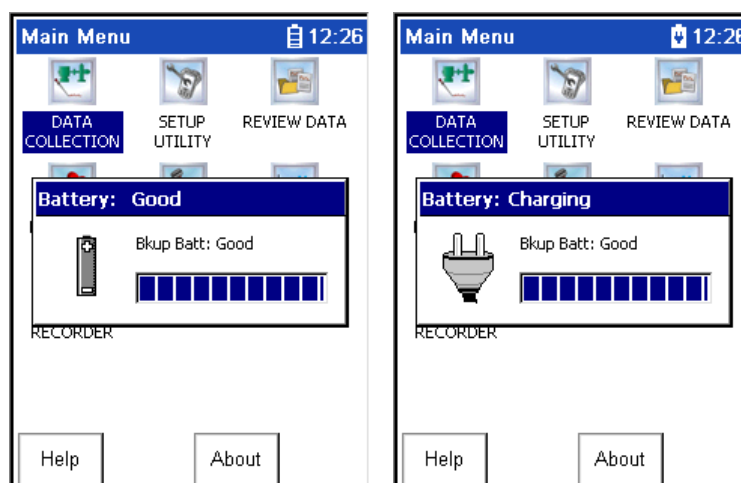 Main Menu 12:26
DATA COLLECTION
SETUP UTILITY
REVIEW DATA
Battery: Good
Bkup Batt: Good
RECORDER
Help
About
Main Menu 12:26
DATA COLLECTION
SETUP UTILITY
REVIEW DATA
Battery: Charging
Bkup Batt: Good
RECORDER
Help
About